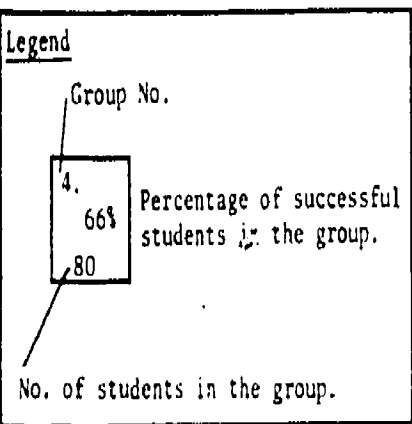 Legend
Group No.
4.
66%
Percentage of successful
students in the group.
80
No. of students in the group.